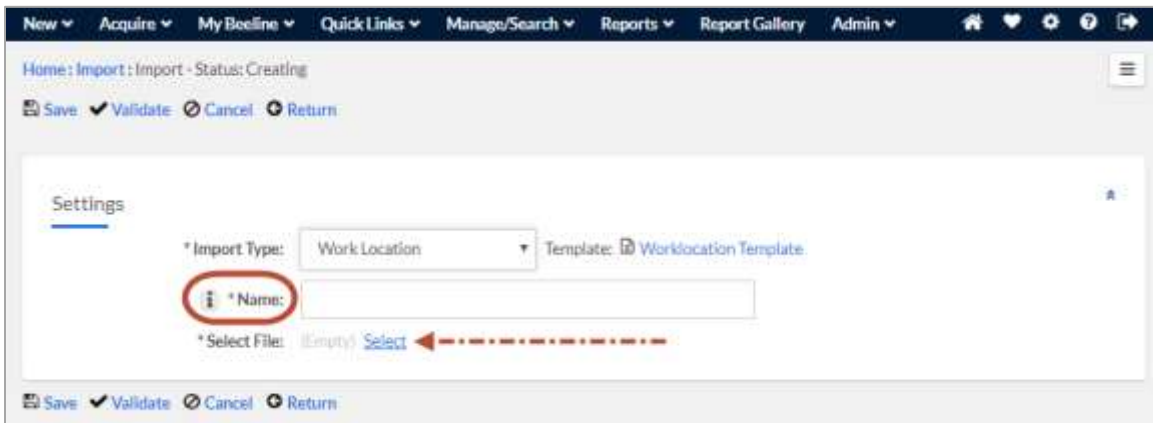 New Acquire My Beeline Quick Links Manage/Search Reports Report Gallery Admin
Home : Import : Import - Status: Creating
Save Validate Cancel Return
Settings
* Import Type: Work Location Template: Worklocation Template
* Name:
* Select File: (Empty) Select
Save Validate Cancel Return